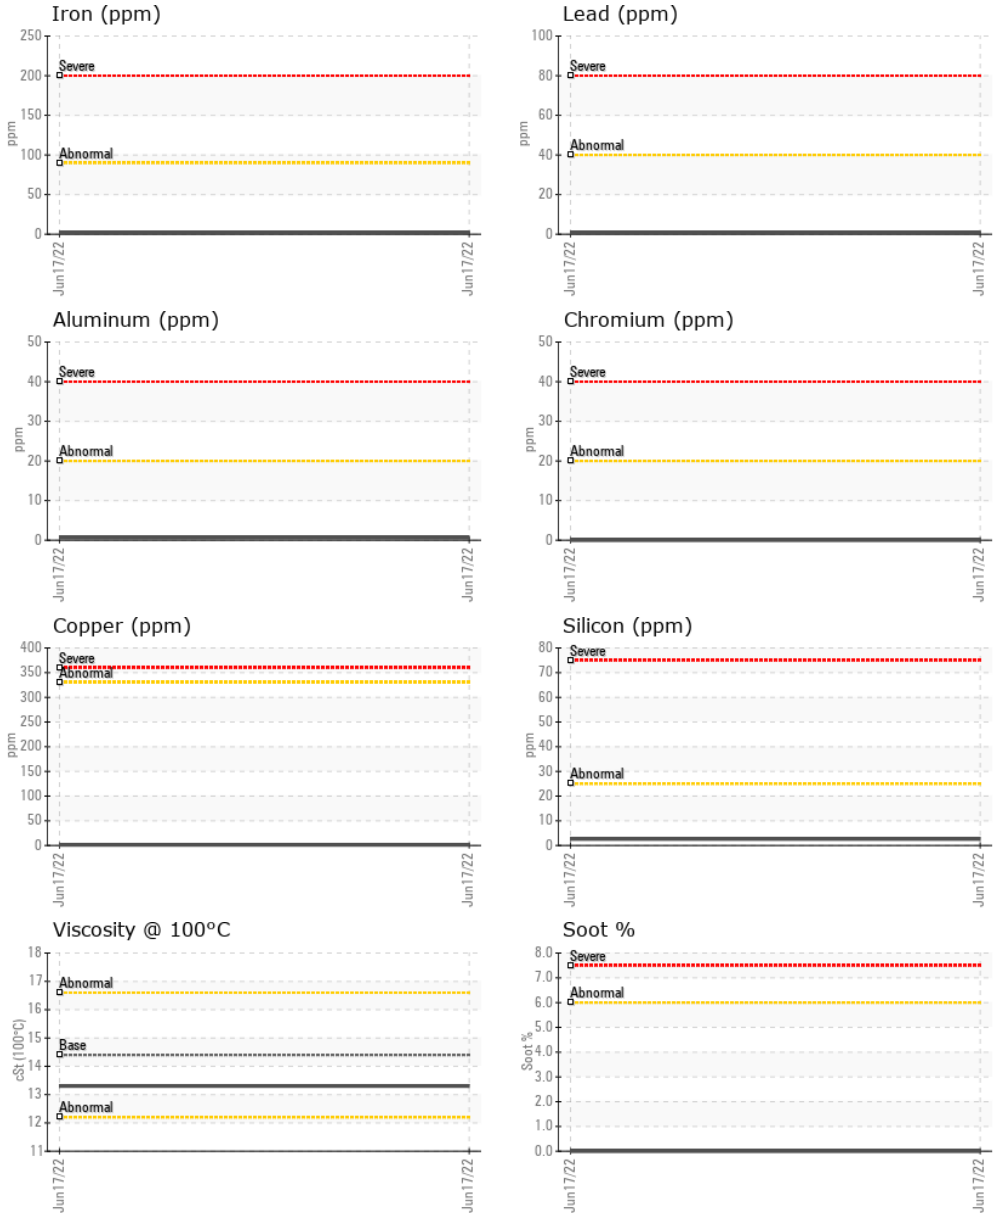 Iron (ppm)
250
200
150
100
50
0
ppm
Severe
Abnormal
Jun17/22
Jun17/22
Lead (ppm)
100
80
60
40
20
0
ppm
Severe
Abnormal
Jun17/22
Jun17/22
Aluminum (ppm)
50
40
30
20
10
0
ppm
Severe
Abnormal
Jun17/22
Jun17/22
Chromium (ppm)
50
40
30
20
10
0
ppm
Severe
Abnormal
Jun17/22
Jun17/22
Copper (ppm)
400
350
300
250
200
150
100
50
0
ppm
Severe
Abnormal
Jun17/22
Jun17/22
Silicon (ppm)
80
70
60
50
40
30
20
10
0
ppm
Severe
Abnormal
Jun17/22
Jun17/22
Viscosity @ 100°C
18
17
16
15
14
13
12
11
cSt (100°C)
Abnormal
Base
Abnormal
Jun17/22
Jun17/22
Soot %
8.0
7.0
6.0
5.0
4.0
3.0
2.0
1.0
0.0
Soot %
Severe
Abnormal
Jun17/22
Jun17/22